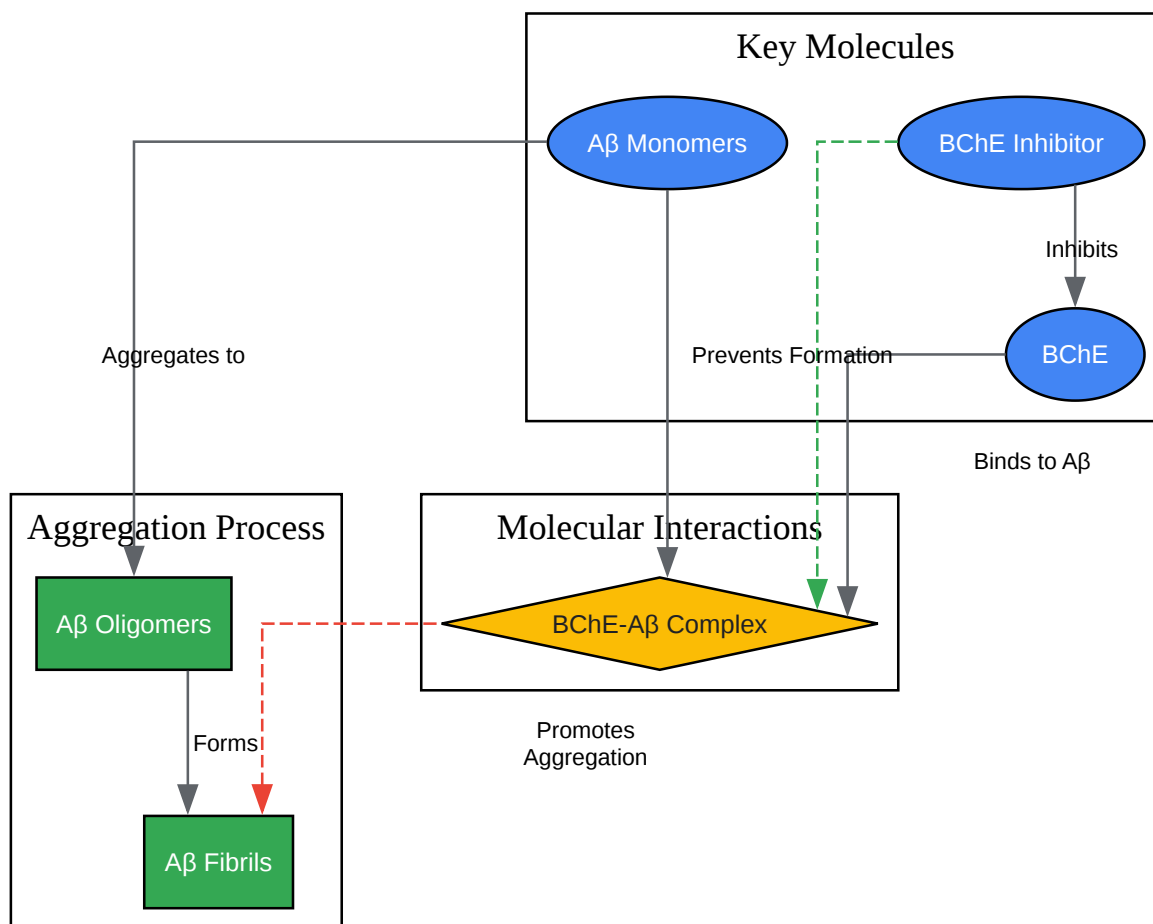 Key Molecules
Aβ Monomers
BChE Inhibitor
Inhibits
Aggregates to
Prevents Formation
BChE
Binds to Aβ
Aggregation Process
Molecular Interactions
Aβ Oligomers
BChE-Aβ Complex
Promotes
Aggregation
Forms
Aβ Fibrils